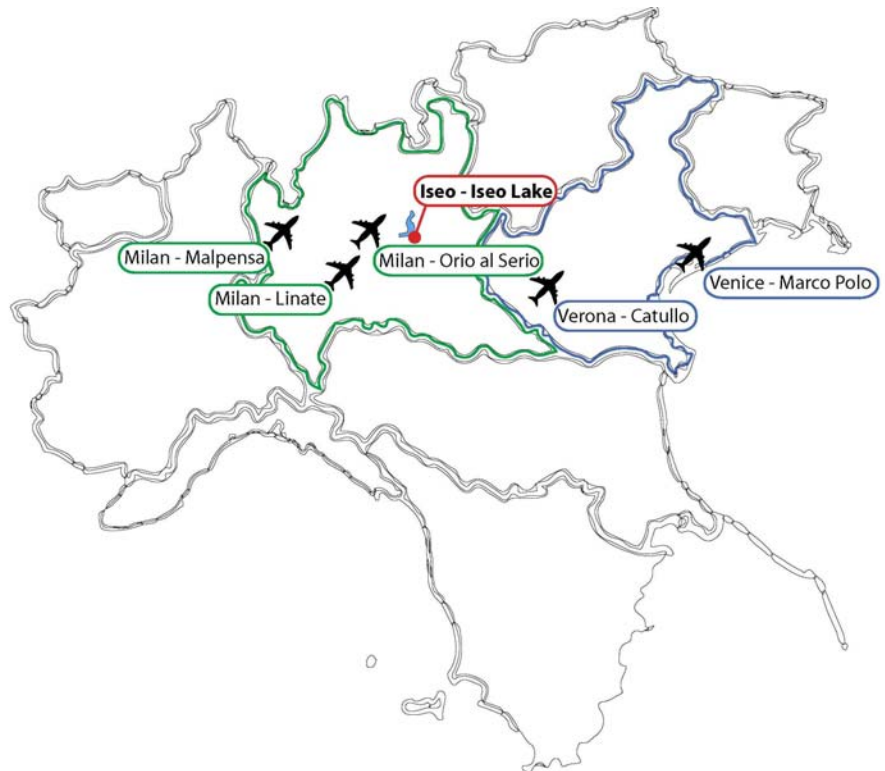 Iseo - Iseo Lake
Milan - Malpensa
Milan - Orio al Serio
Milan - Linate
Venice - Marco Polo
Verona - Catullo